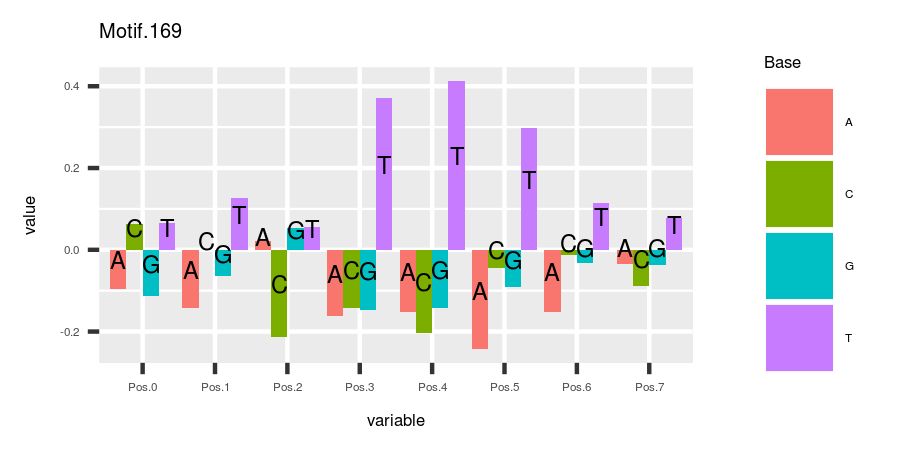 Motif.169
value
0.4
0.2
0.0
-0.2
A C G T
A C G T
A C G T
A C G T
A C G T
A C G T
A C G T
A C G T
Pos.0 Pos.1 Pos.2 Pos.3 Pos.4 Pos.5 Pos.6 Pos.7
variable
Base
A
C
G
T